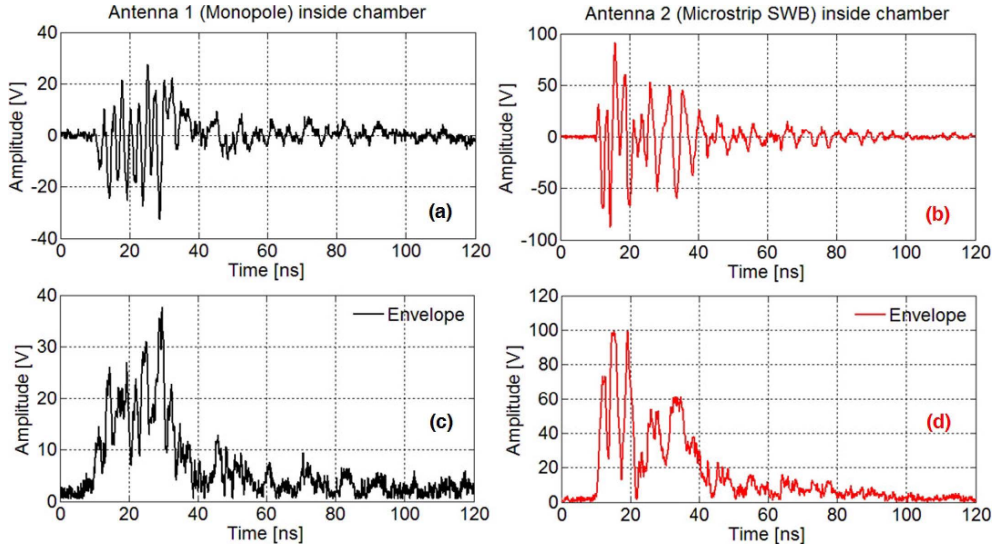 Antenna 1 (Monopole) inside chamber
40
20
0
-20
-40
Amplitude [V]
(a)
0 20 40 60 80 100 120
Time [ns]
Antenna 2 (Microstrip SWB) inside chamber
100
50
0
-50
-100
Amplitude [V]
(b)
0 20 40 60 80 100 120
Time [ns]
40
30
20
10
0
Amplitude [V]
Envelope
(c)
0 20 40 60 80 100 120
Time [ns]
120
100
80
60
40
20
0
Amplitude [V]
Envelope
(d)
0 20 40 60 80 100 120
Time [ns]